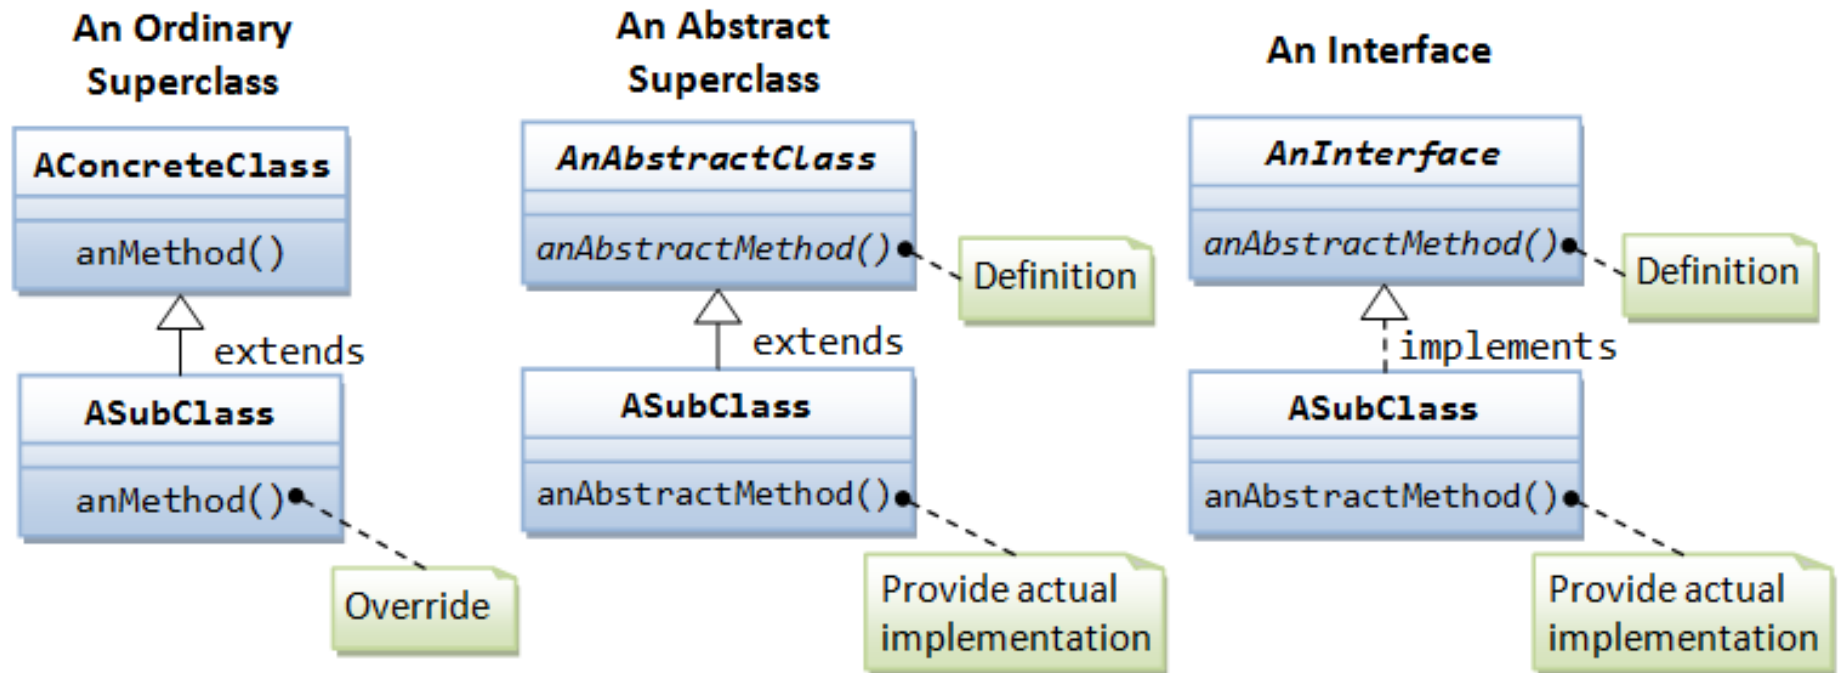 An Ordinary
Superclass
AConcreteClass
anMethod()
extends
ASubClass
anMethod()
Override
An Abstract
Superclass
AnAbstractClass
anAbstractMethod()
Definition
extends
ASubClass
anAbstractMethod()
Provide actual
implementation
An Interface
AnInterface
anAbstractMethod()
Definition
implements
ASubClass
anAbstractMethod()
Provide actual
implementation